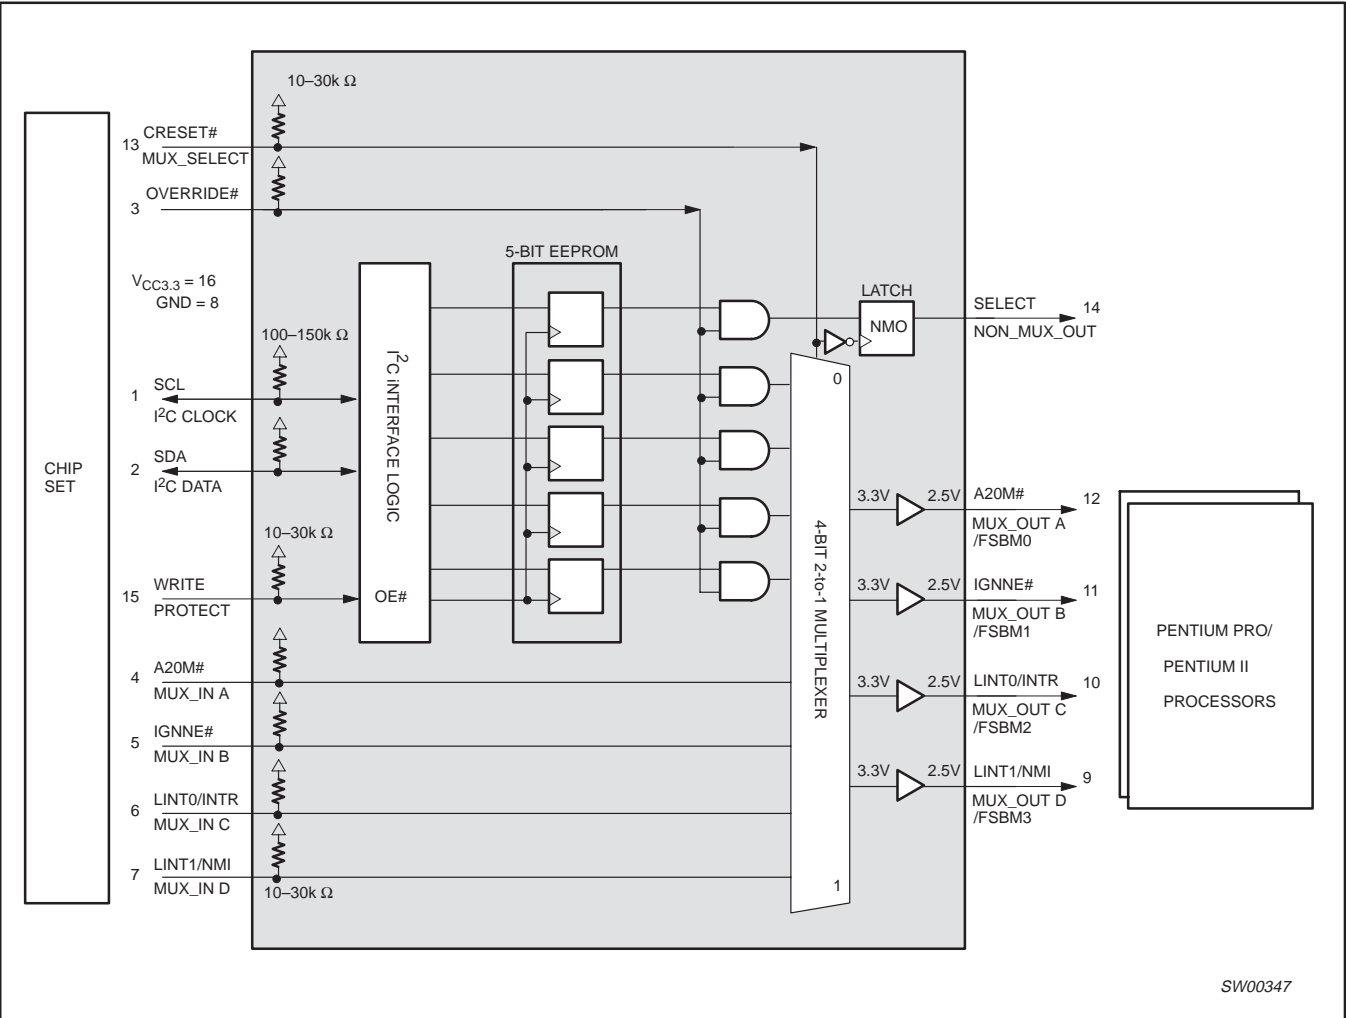 10–30k Ω
13
CRESET#
MUX_SELECT
3
OVERRIDE#
5-BIT EEPROM
VCC3.3 = 16
GND = 8
100–150k Ω
LATCH
NMO
SELECT
14
NON_MUX_OUT
1
SCL
I2C CLOCK
I2C iNTERFACE LOGIC
0
CHIP
SET
2
SDA
I2C DATA
10–30k Ω
15
WRITE
PROTECT
OE#
4-BIT 2-to-1 MULTIPLEXER
3.3V
2.5V
A20M#
12
MUX_OUT A
/FSBM0
3.3V
2.5V
IGNNE#
11
MUX_OUT B
/FSBM1
PENTIUM PRO/
PENTIUM II
PROCESSORS
4
A20M#
MUX_IN A
3.3V
2.5V
LINT0/INTR
10
MUX_OUT C
/FSBM2
5
IGNNE#
MUX_IN B
3.3V
2.5V
LINT1/NMI
9
MUX_OUT D
/FSBM3
6
LINT0/INTR
MUX_IN C
7
LINT1/NMI
MUX_IN D
10–30k Ω
1
SW00347